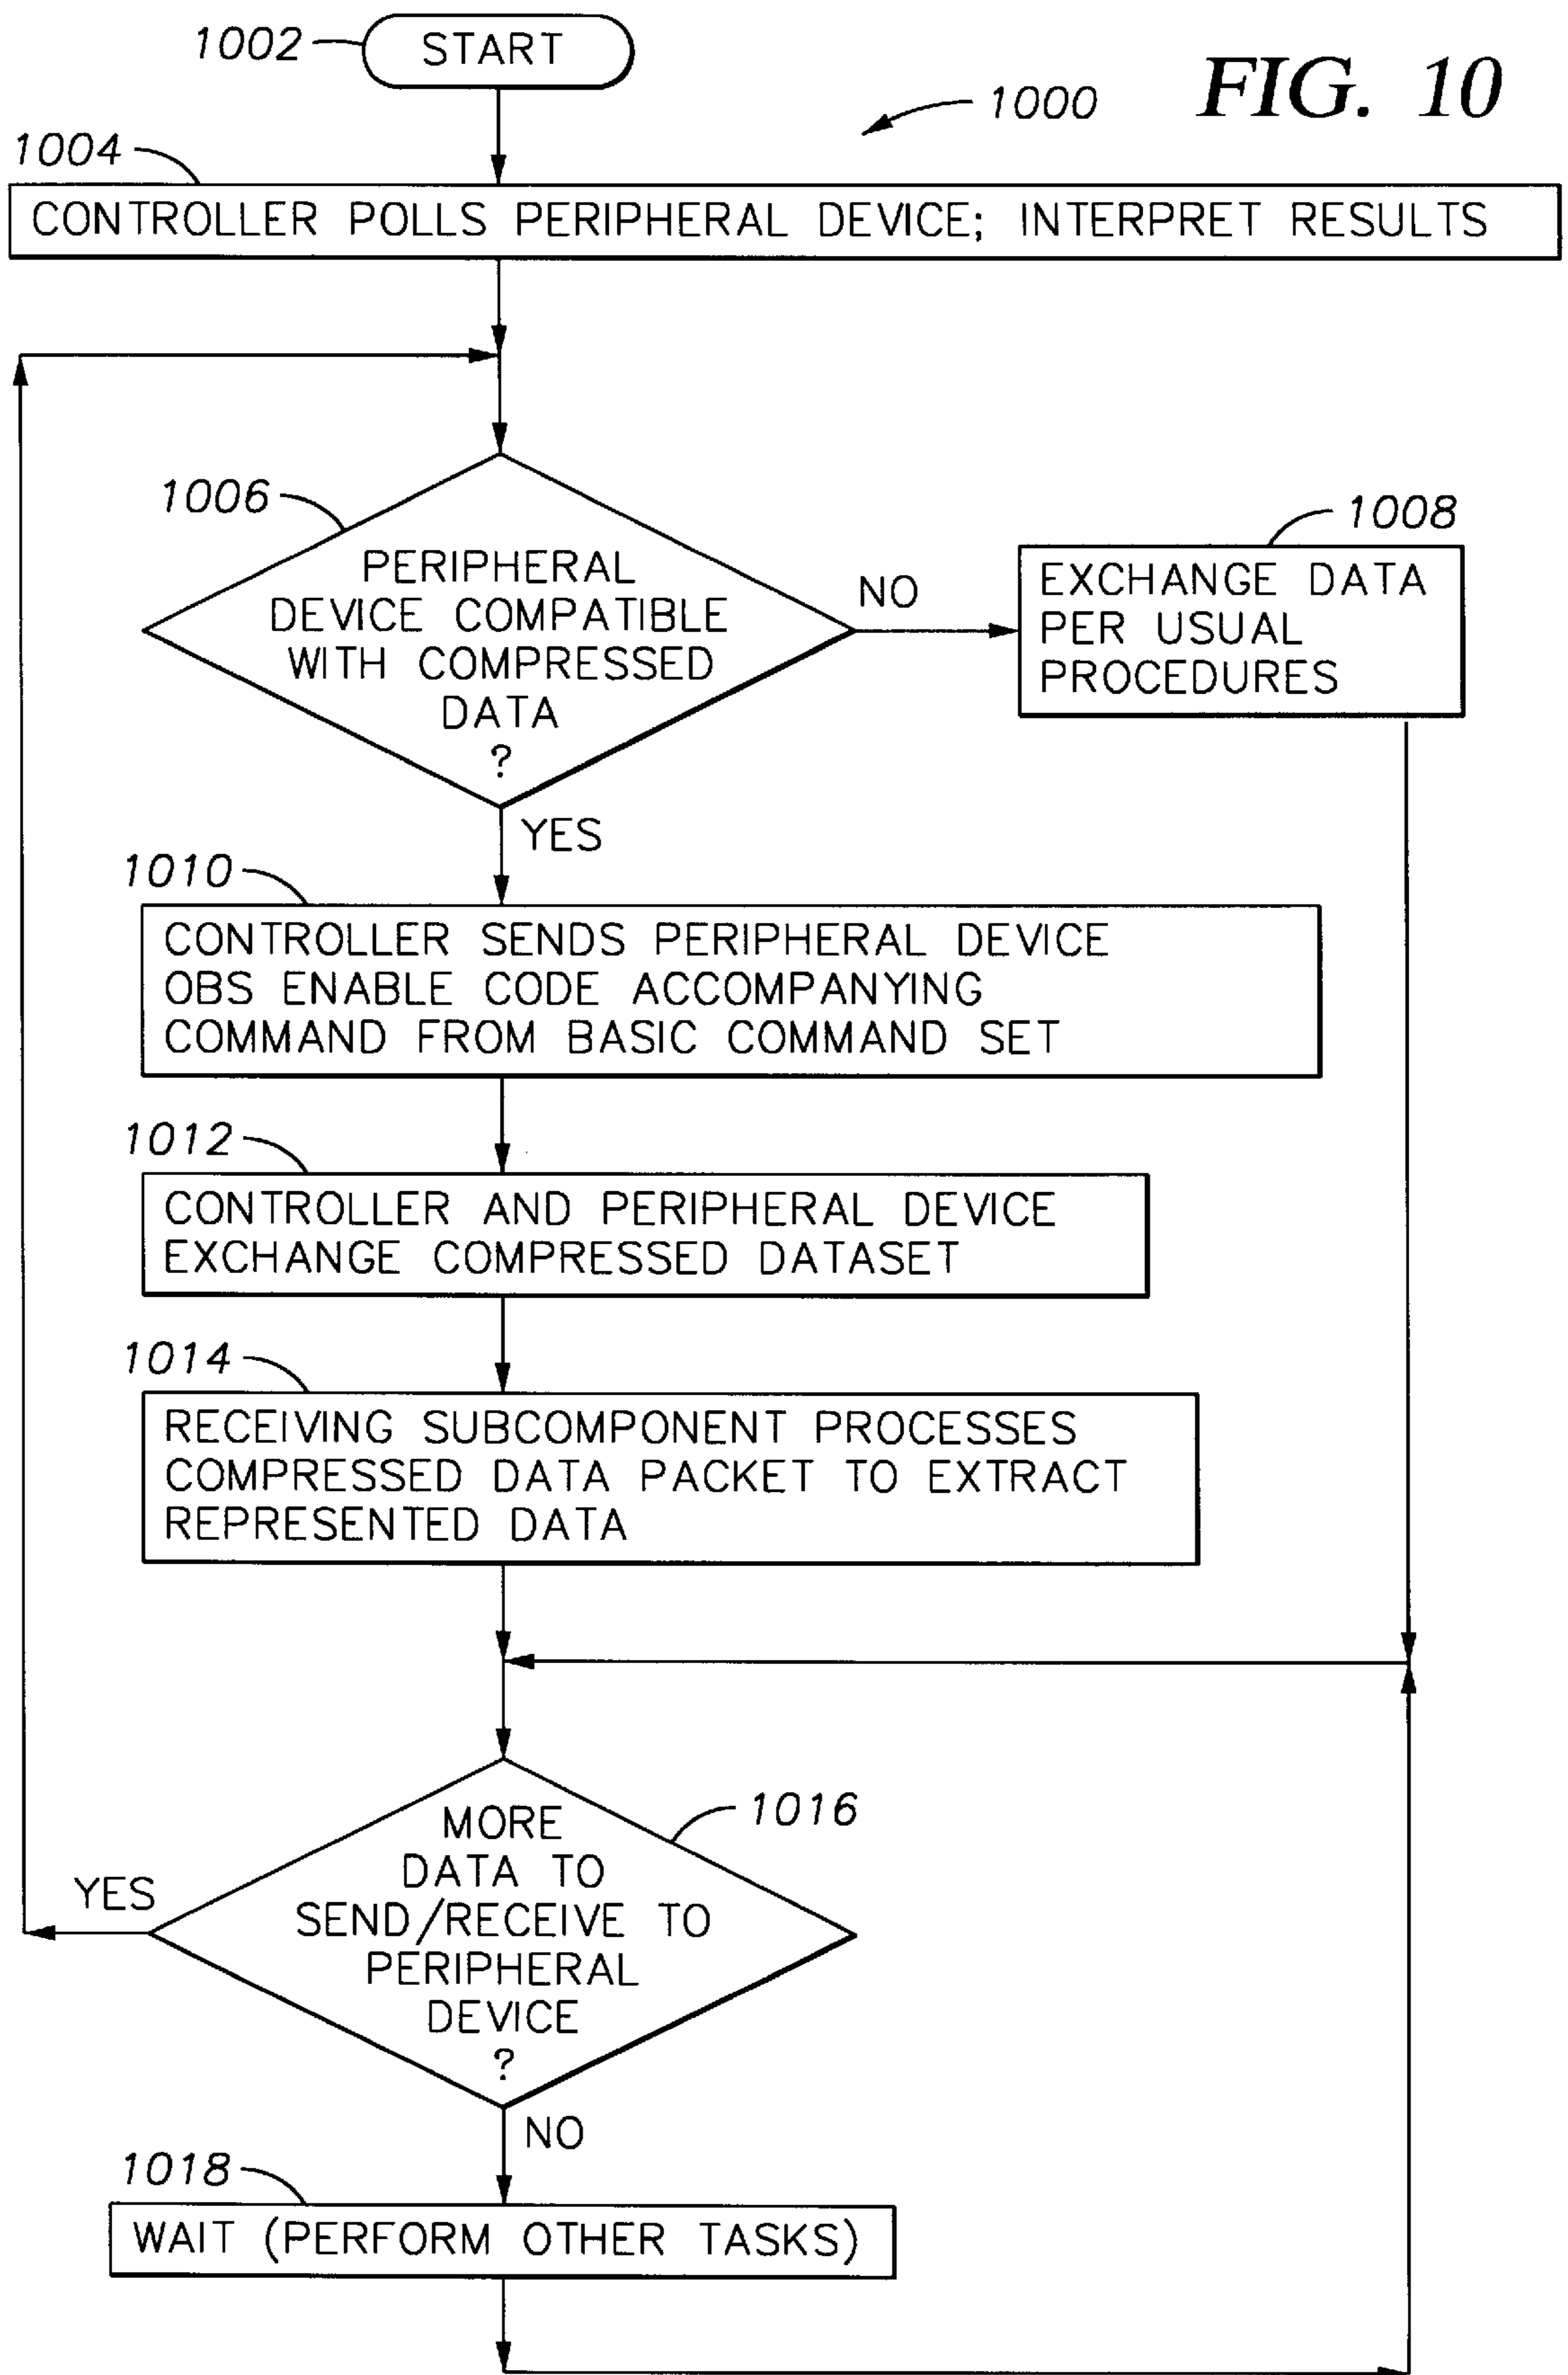 1002
START
FIG. 10
1000
1004
CONTROLLER POLLS PERIPHERAL DEVICE; INTERPRET RESULTS
1006
PERIPHERAL
DEVICE COMPATIBLE
WITH COMPRESSED
DATA
?
NO
1008
EXCHANGE DATA
PER USUAL
PROCEDURES
YES
1010
CONTROLLER SENDS PERIPHERAL DEVICE
OBS ENABLE CODE ACCOMPANYING
COMMAND FROM BASIC COMMAND SET
1012
CONTROLLER AND PERIPHERAL DEVICE
EXCHANGE COMPRESSED DATASET
1014
RECEIVING SUBCOMPONENT PROCESSES
COMPRESSED DATA PACKET TO EXTRACT
REPRESENTED DATA
1016
MORE
DATA TO
SEND/RECEIVE TO
PERIPHERAL
DEVICE
?
YES
NO
1018
WAIT (PERFORM OTHER TASKS)